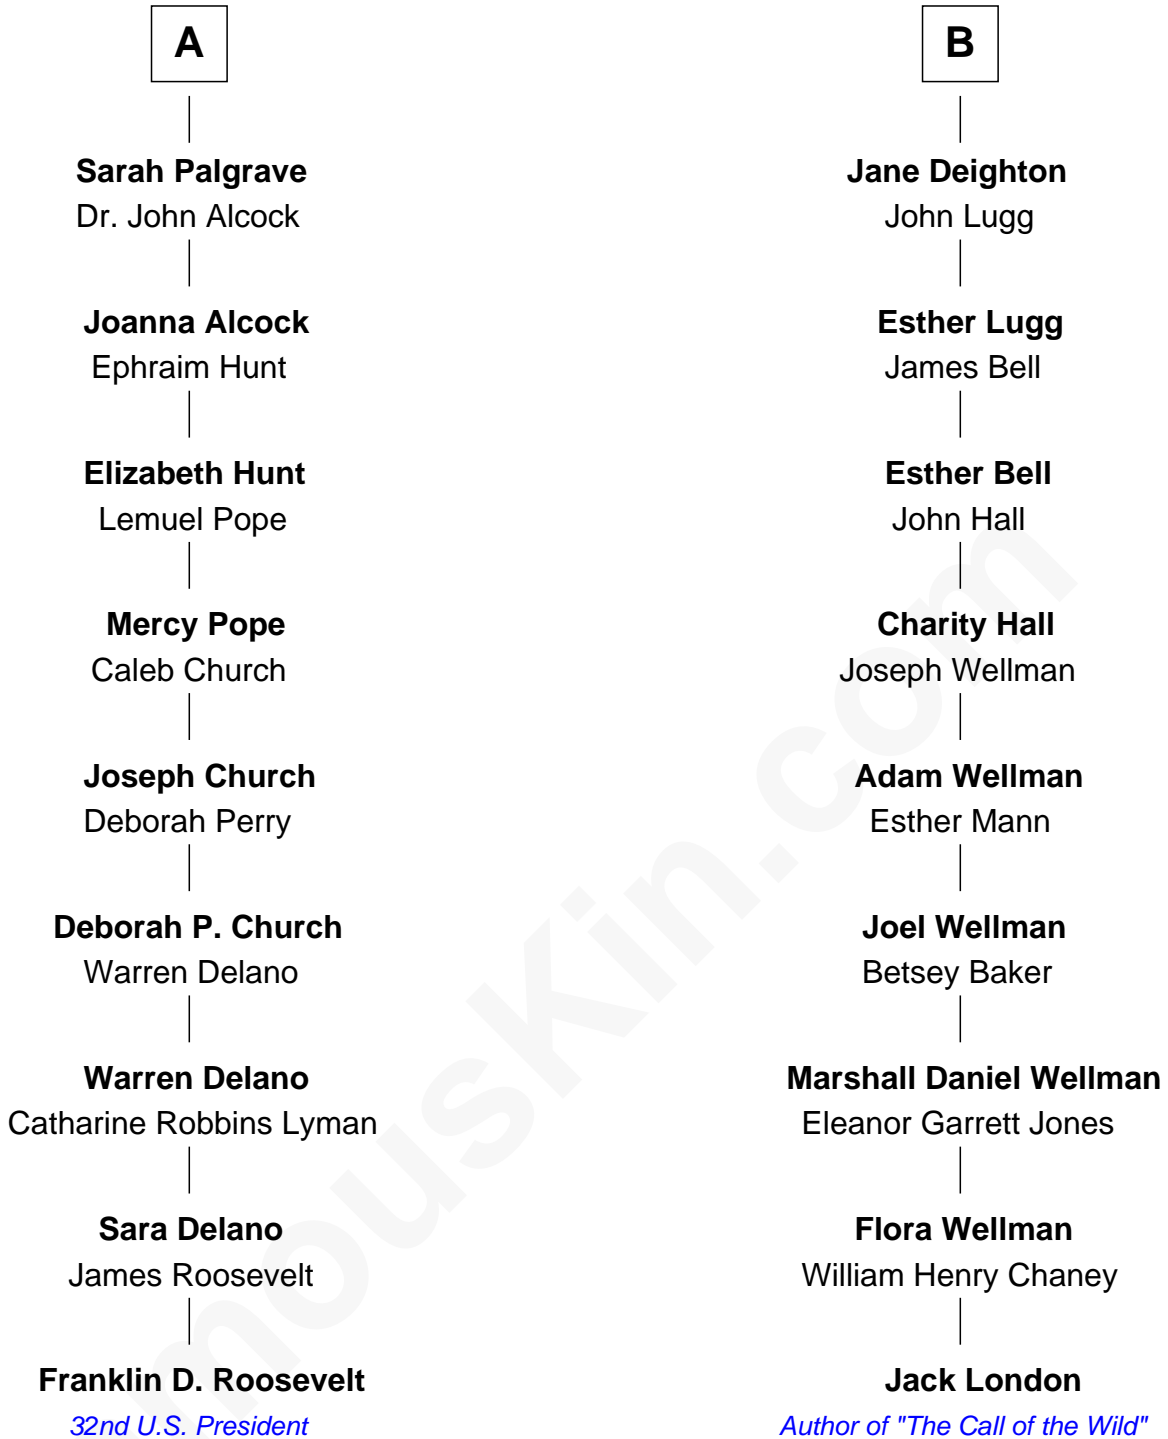 A
Sarah Palgrave
Dr. John Alcock
Joanna Alcock
Ephraim Hunt
Elizabeth Hunt
Lemuel Pope
Mercy Pope
Caleb Church
Joseph Church
Deborah Perry
Deborah P. Church
Warren Delano
Warren Delano
Catharine Robbins Lyman
Sara Delano
James Roosevelt
Franklin D. Roosevelt
32nd U.S. President
B
Jane Deighton
John Lugg
Esther Lugg
James Bell
Esther Bell
John Hall
Charity Hall
Joseph Wellman
Adam Wellman
Esther Mann
Joel Wellman
Betsey Baker
Marshall Daniel Wellman
Eleanor Garrett Jones
Flora Wellman
William Henry Chaney
Jack London
Author of "The Call of the Wild"
mousKin.com